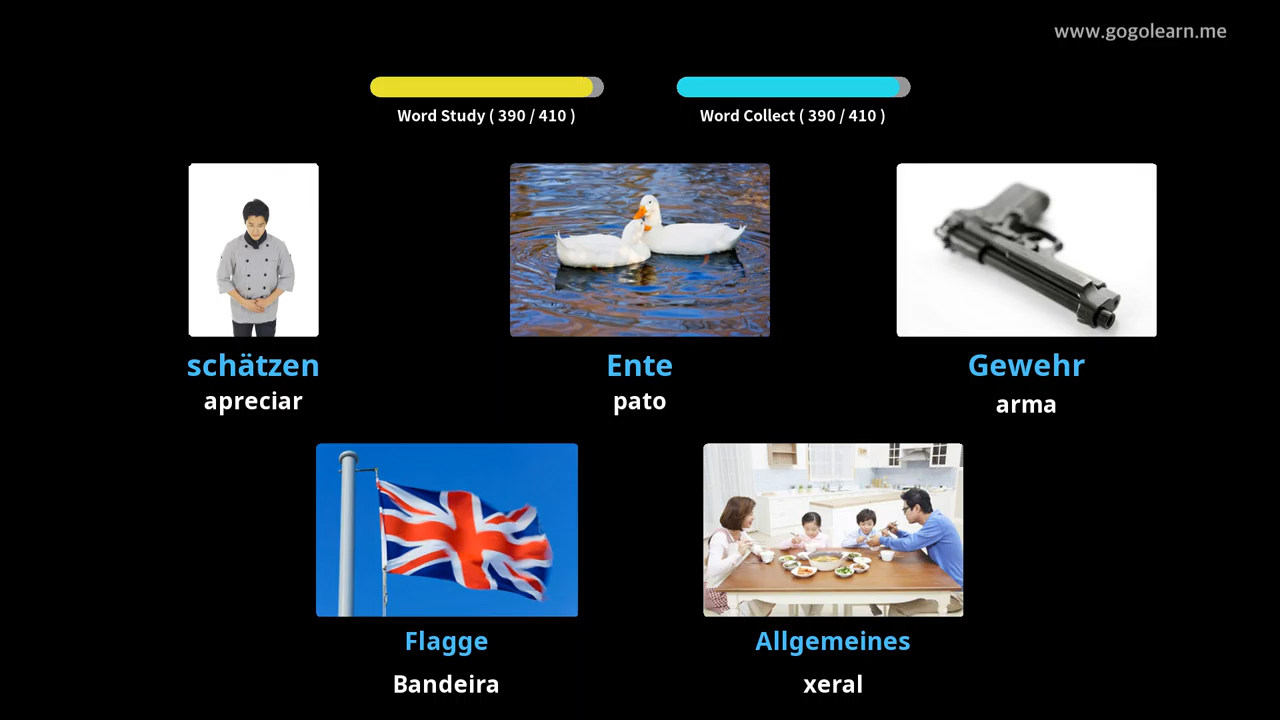 www.gogolearn.me
Word Study ( 390 / 410 )
Word Collect ( 390 / 410 )
schätzen
apreciar
Ente
pato
Gewehr
arma
Flagge
Bandeira
Allgemeines
xeral